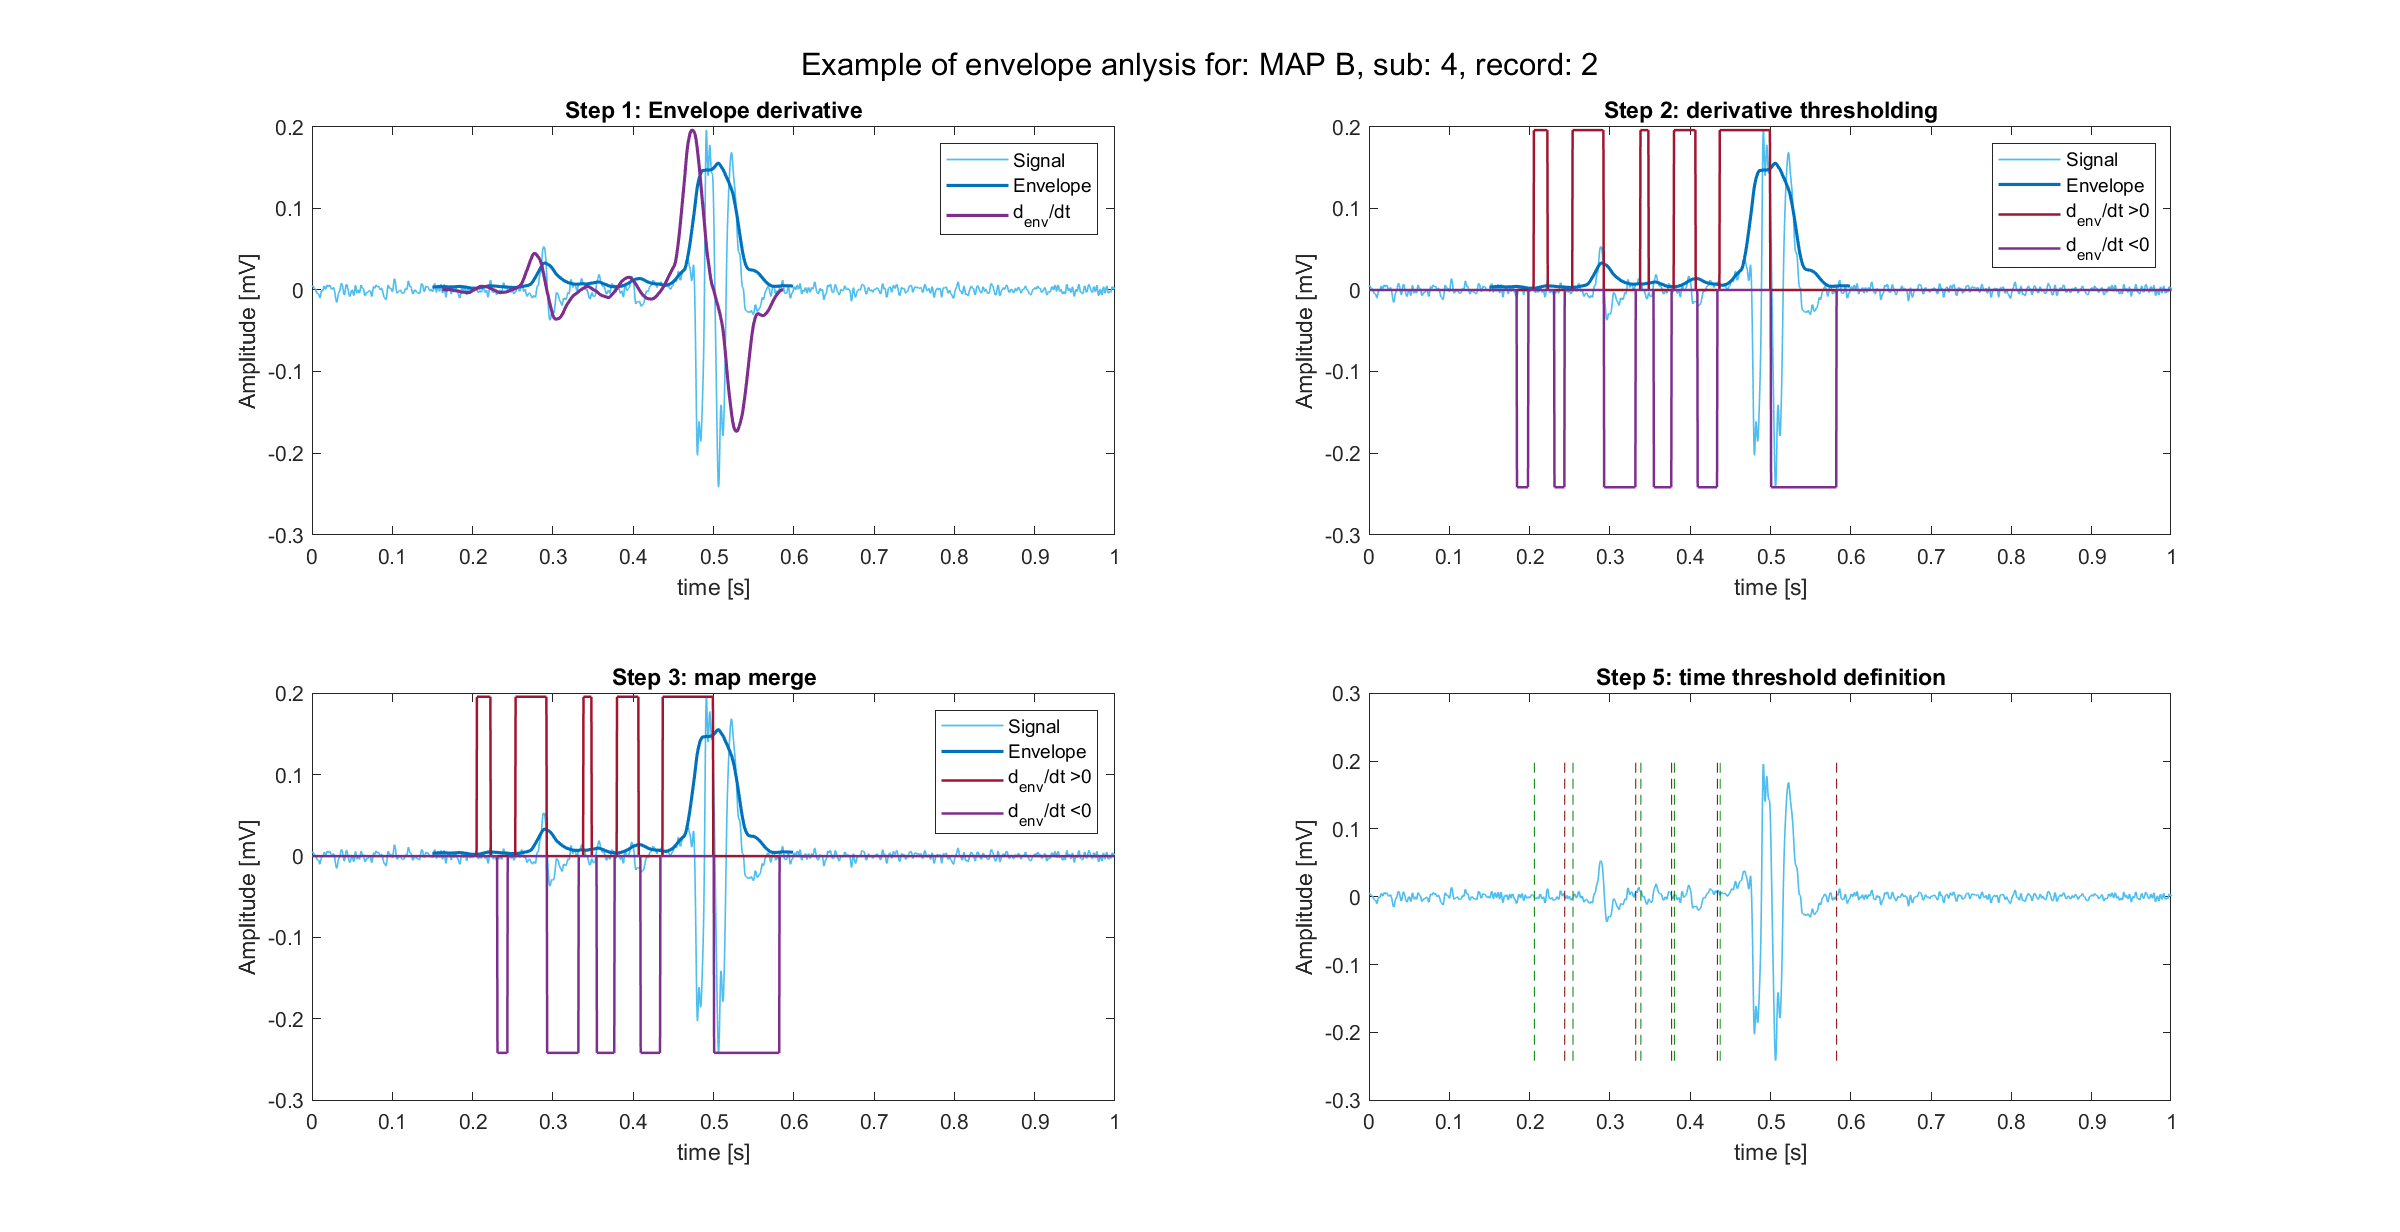 Example of envelope anlysis for: MAP B, sub: 4, record: 2
Step 1: Envelope derivative
0.2
0.1
0
-0.1
-0.2
-0.3
Amplitude [mV]
0 0.1 0.2 0.3 0.4 0.5 0.6 0.7 0.8 0.9 1
time [s]
Signal
Envelope
d_env/dt
Step 2: derivative thresholding
0.2
0.1
0
-0.1
-0.2
-0.3
Amplitude [mV]
0 0.1 0.2 0.3 0.4 0.5 0.6 0.7 0.8 0.9 1
time [s]
Signal
Envelope
d_env/dt >0
d_env/dt <0
Step 3: map merge
0.2
0.1
0
-0.1
-0.2
-0.3
Amplitude [mV]
0 0.1 0.2 0.3 0.4 0.5 0.6 0.7 0.8 0.9 1
time [s]
Signal
Envelope
d_env/dt >0
d_env/dt <0
Step 5: time threshold definition
0.3
0.2
0.1
0
-0.1
-0.2
-0.3
Amplitude [mV]
0 0.1 0.2 0.3 0.4 0.5 0.6 0.7 0.8 0.9 1
time [s]